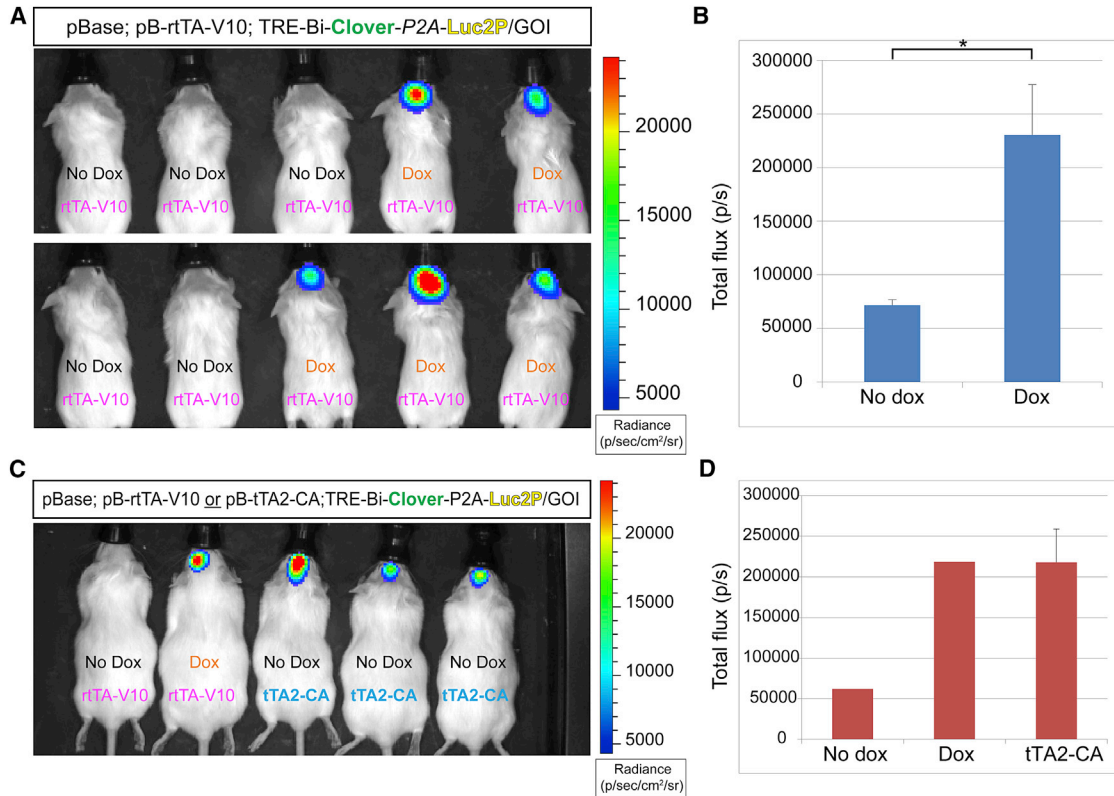 A
pBase; pB-rtTA-V10; TRE-Bi-Clover-P2A-Luc2P/GOI
No Dox No Dox No Dox Dox Dox
rtTA-V10 rtTA-V10 rtTA-V10 rtTA-V10 rtTA-V10
No Dox No Dox Dox Dox Dox
rtTA-V10 rtTA-V10 rtTA-V10 rtTA-V10 rtTA-V10
20000
15000
10000
5000
Radiance
(p/sec/cm²/sr)
B
*
300000
250000
200000
150000
100000
50000
0
Total flux (p/s)
No dox Dox
C
pBase; pB-rtTA-V10 or pB-tTA2-CA;TRE-Bi-Clover-P2A-Luc2P/GOI
No Dox Dox No Dox No Dox No Dox
rtTA-V10 rtTA-V10 tTA2-CA tTA2-CA tTA2-CA
20000
15000
10000
5000
Radiance
(p/sec/cm²/sr)
D
300000
250000
200000
150000
100000
50000
0
Total flux (p/s)
No dox Dox tTA2-CA